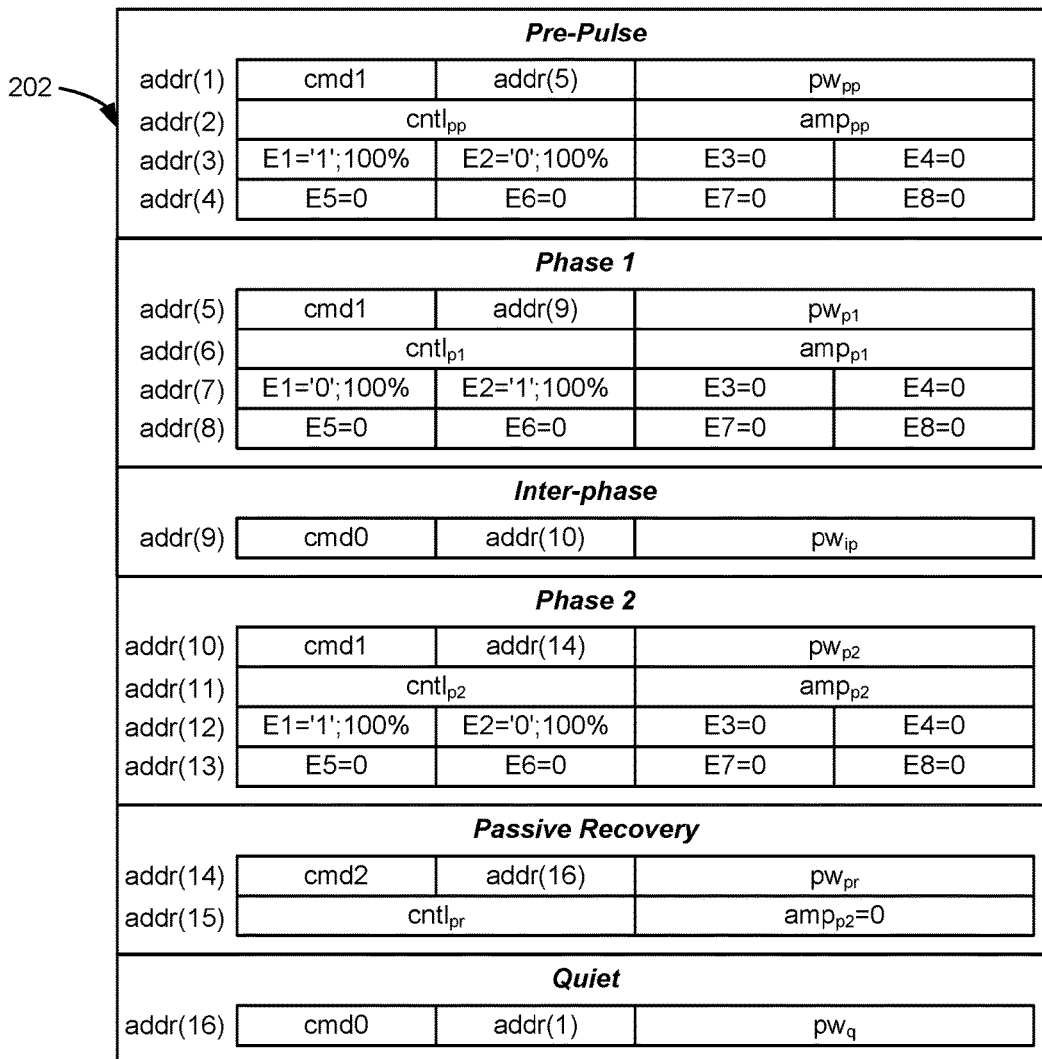 Pre-Pulse
202
addr(1) cmd1 addr(5) pwpp
addr(2) cntlpp amppp
addr(3) E1='1';100% E2='0';100% E3=0 E4=0
addr(4) E5=0 E6=0 E7=0 E8=0
Phase 1
addr(5) cmd1 addr(9) pwp1
addr(6) cntlp1 ampp1
addr(7) E1='0';100% E2='1';100% E3=0 E4=0
addr(8) E5=0 E6=0 E7=0 E8=0
Inter-phase
addr(9) cmd0 addr(10) pwip
Phase 2
addr(10) cmd1 addr(14) pwp2
addr(11) cntlp2 ampp2
addr(12) E1='1';100% E2='0';100% E3=0 E4=0
addr(13) E5=0 E6=0 E7=0 E8=0
Passive Recovery
addr(14) cmd2 addr(16) pwpr
addr(15) cntlpr ampp2=0
Quiet
addr(16) cmd0 addr(1) pwq